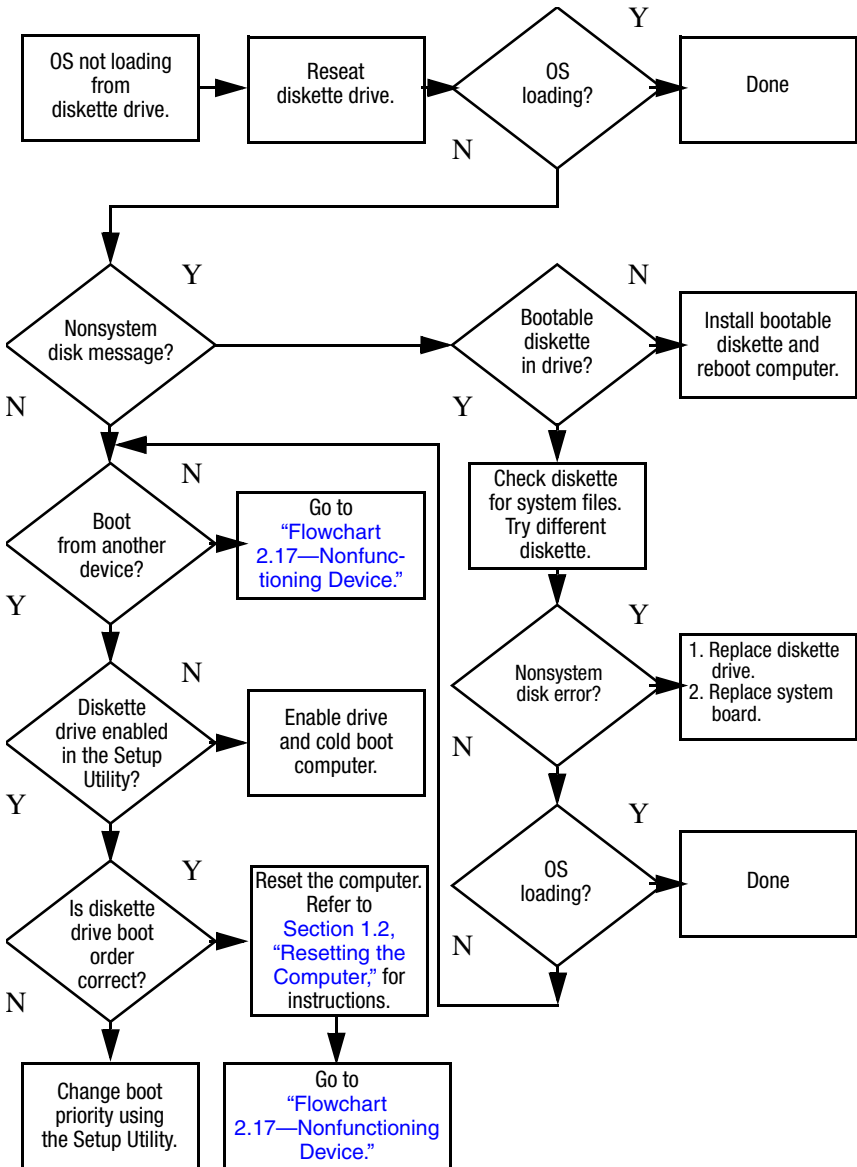 Y
OS not loading
from
diskette drive.
Reseat
diskette drive.
OS
loading?
Done
N
Y
Nonsystem
disk message?
N
Bootable
diskette
in drive?
Install bootable
diskette and
reboot computer.
N
Y
N
Boot
from another
device?
Go to
“Flowchart
2.17—Nonfunc-
tioning Device.”
Check diskette
for system files.
Try different
diskette.
Y
Y
N
Diskette
drive enabled
in the Setup
Utility?
Enable drive
and cold boot
computer.
Nonsystem
disk error?
1. Replace diskette
drive.
2. Replace system
board.
N
Y
Y
Y
Is diskette
drive boot
order
correct?
Reset the computer.
Refer to
Section 1.2,
“Resetting the
Computer,” for
instructions.
OS
loading?
Done
N
N
Change boot
priority using
the Setup Utility.
Go to
“Flowchart
2.17—Nonfunctioning
Device.”